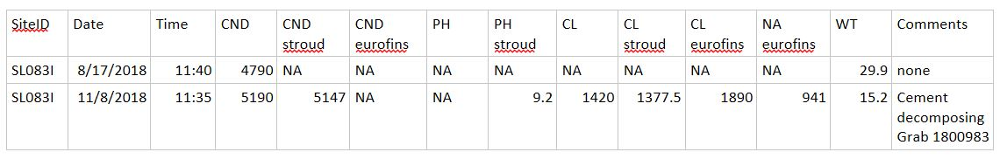 SiteID Date Time CND CND stroud CND eurofins PH PH stroud CL CL stroud CL eurofins NA eurofins WT Comments
SL083I 8/17/2018 11:40 4790 NA NA NA NA NA NA NA NA 29.9 none
SL083I 11/8/2018 11:35 5190 5147 NA NA 9.2 1420 1377.5 1890 941 15.2 Cement
decomposing
Grab 1800983